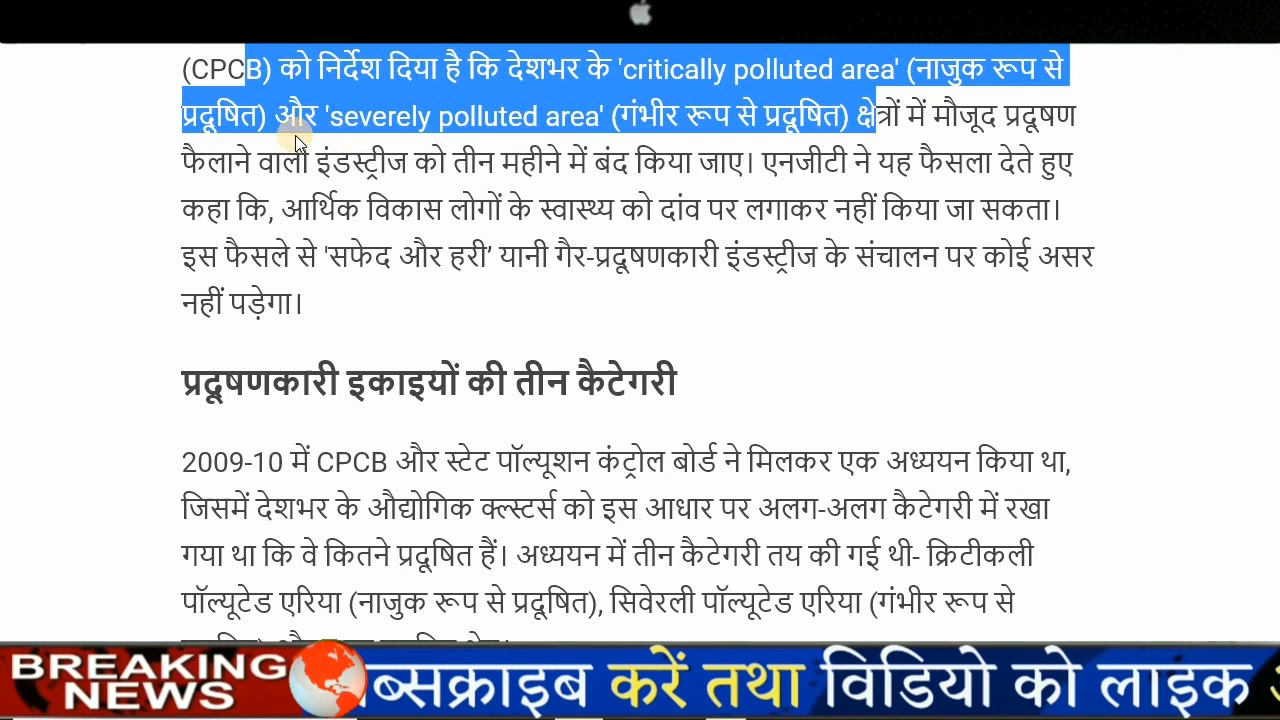 (CPCB) को निर्देश दिया है कि देशभर के 'critically polluted area' (नाजुक रूप से
प्रदूषित) और 'severely polluted area' (गंभीर रूप से प्रदूषित) क्षेत्रों में मौजूद प्रदूषण
फैलाने वाली इंडस्ट्रीज को तीन महीने में बंद किया जाए। एनजीटी ने यह फैसला देते हुए
कहा कि, आर्थिक विकास लोगों के स्वास्थ्य को दांव पर लगाकर नहीं किया जा सकता।
इस फैसले से 'सफेद और हरी’ यानी गैर-प्रदूषणकारी इंडस्ट्रीज के संचालन पर कोई असर
नहीं पड़ेगा।
प्रदूषणकारी इकाइयों की तीन कैटेगरी
2009-10 में CPCB और स्टेट पॉल्यूशन कंट्रोल बोर्ड ने मिलकर एक अध्ययन किया था,
जिसमें देशभर के औद्योगिक क्ल्स्टर्स को इस आधार पर अलग-अलग कैटेगरी में रखा
गया था कि वे कितने प्रदूषित हैं। अध्ययन में तीन कैटेगरी तय की गई थी- क्रिटीकली
पॉल्यूटेड एरिया (नाजुक रूप से प्रदूषित), सिवेरली पॉल्यूटेड एरिया (गंभीर रूप से
BREAKING
NEWS
ब्सक्राइब करें तथा विडियो को लाइक